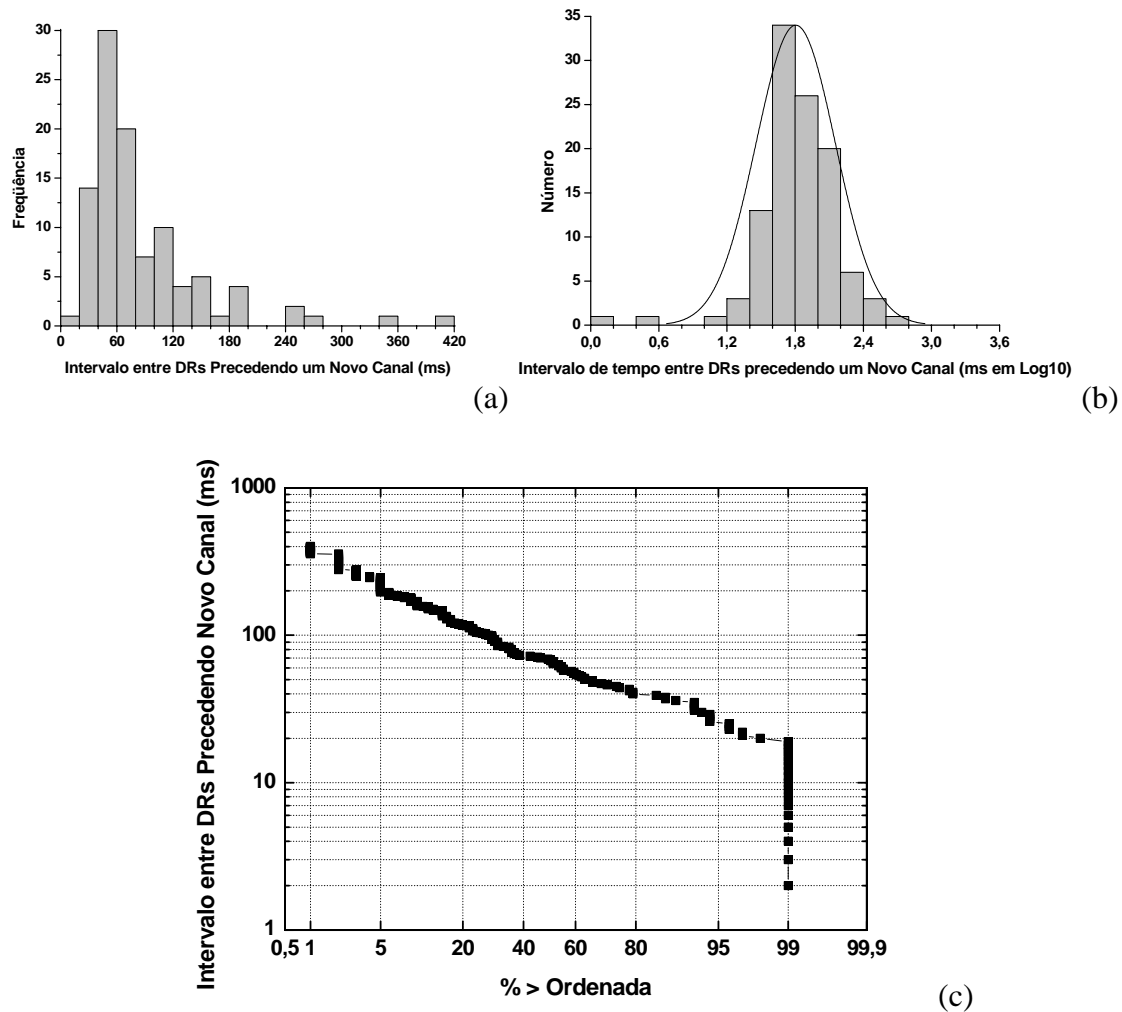 30
25
20
15
10
5
0
Freqüência
0 60 120 180 240 300 360 420
Intervalo entre DRs Precedendo um Novo Canal (ms)
(a)
35
30
25
20
15
10
5
0
Número
0,0 0,6 1,2 1,8 2,4 3,0 3,6
Intervalo de tempo entre DRs precedendo um Novo Canal (ms em Log10)
(b)
1000
100
10
1
Intervalo entre DRs Precedendo Novo Canal (ms)
0,5 1 5 20 40 60 80 95 99 99,9
% > Ordenada
(c)